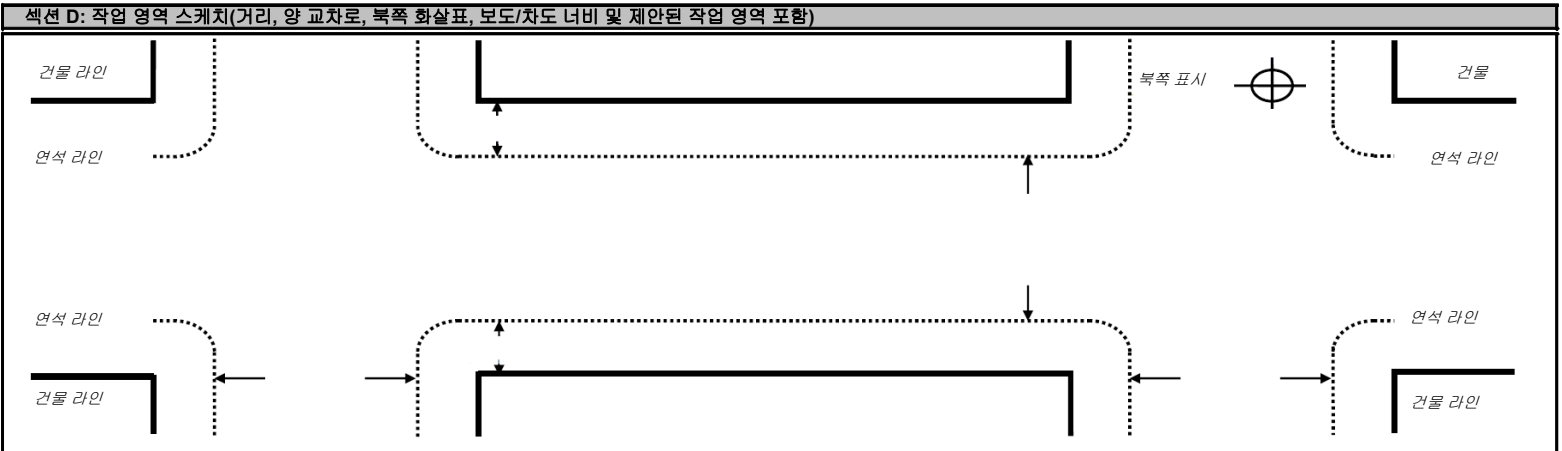 섹션 D: 작업 영역 스케치(거리, 양 교차로, 북쪽 화살표, 보도/차도 너비 및 제안된 작업 영역 포함)
건물 라인
북쪽 표시
건물
연석 라인
연석 라인
연석 라인
연석 라인
건물 라인
건물 라인